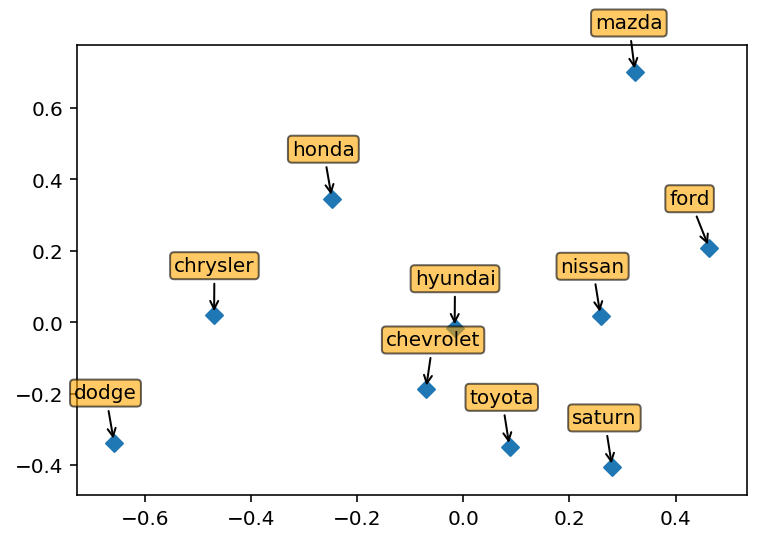 mazda
0.6
honda
0.4
ford
0.2
chrysler
nissan
hyundai
0.0
chevrolet
−0.2
dodge
toyota
saturn
−0.4
−0.6
−0.4
−0.2
0.0
0.2
0.4